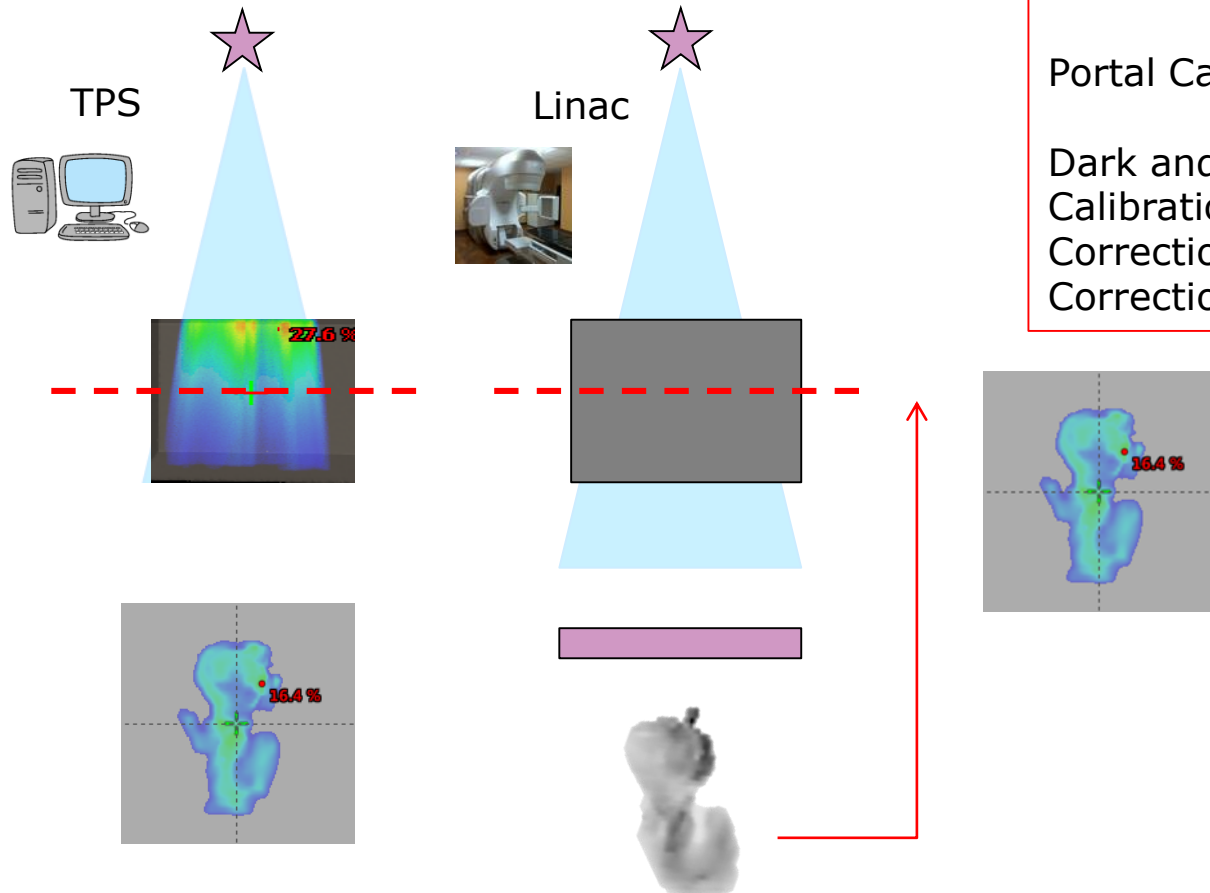 TPS
Linac
Portal Ca
Dark and
Calibratio
Correctio
Correctio
27.6 %
16.4 %
16.4 %